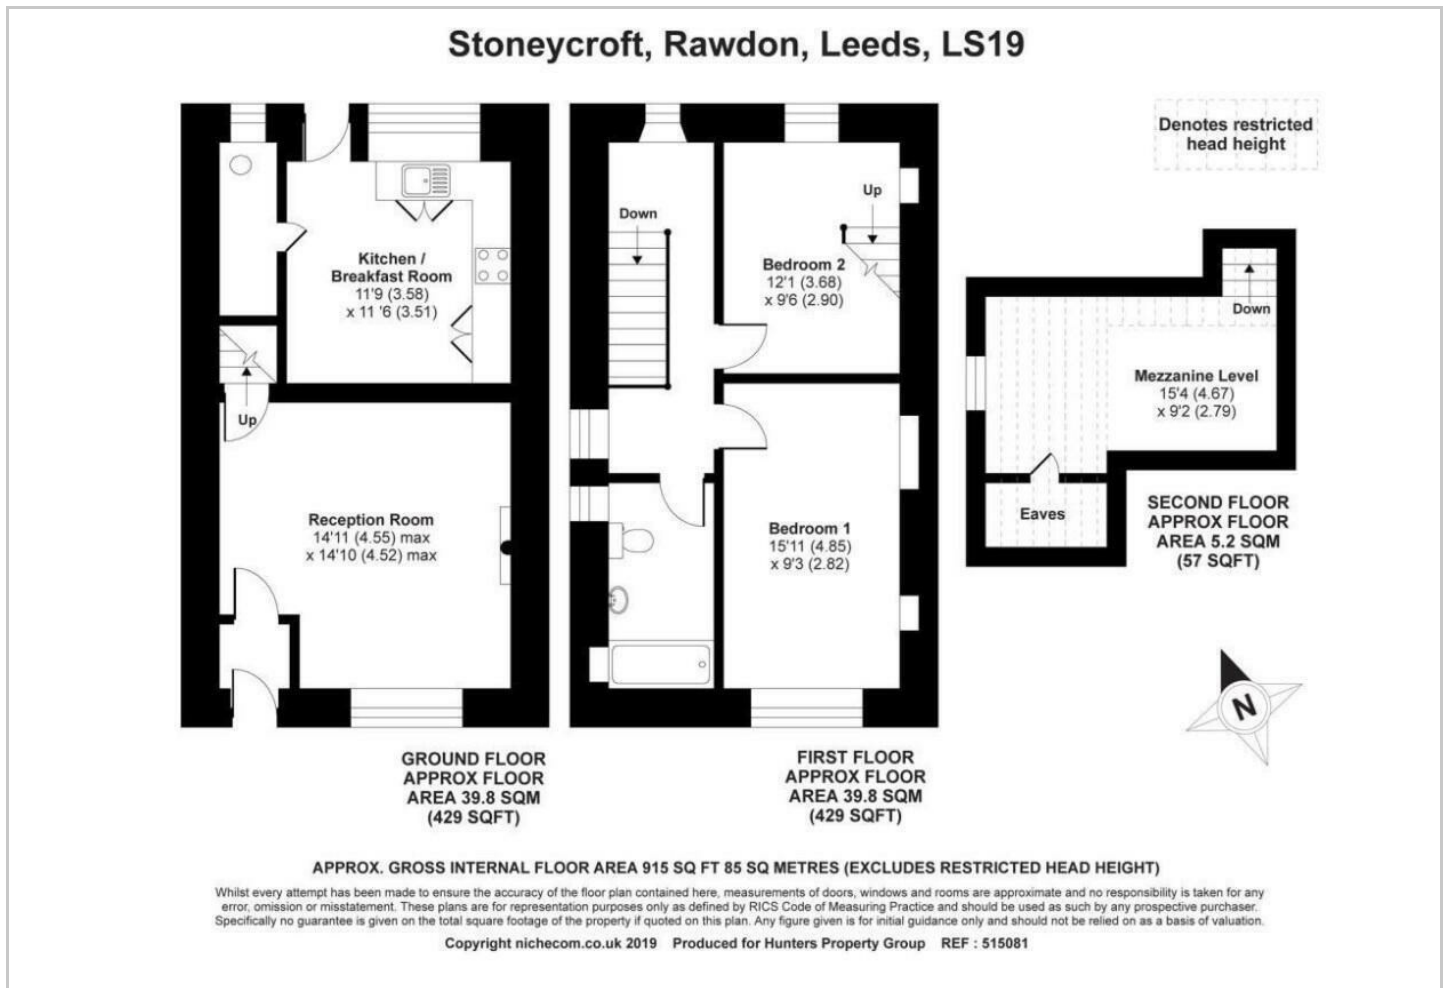 Stoneycroft, Rawdon, Leeds, LS19
Denotes restricted
head height
Kitchen /
Breakfast Room
11'9 (3.58)
x 11 '6 (3.51)
Up
Reception Room
14'11 (4.55) max
x 14'10 (4.52) max
GROUND FLOOR
APPROX FLOOR
AREA 39.8 SQM
(429 SQFT)
Down
Up
Bedroom 2
12'1 (3.68)
x 9'6 (2.90)
Bedroom 1
15'11 (4.85)
x 9'3 (2.82)
FIRST FLOOR
APPROX FLOOR
AREA 39.8 SQM
(429 SQFT)
Down
Mezzanine Level
15'4 (4.67)
x 9'2 (2.79)
Eaves
SECOND FLOOR
APPROX FLOOR
AREA 5.2 SQM
(57 SQFT)
N
APPROX. GROSS INTERNAL FLOOR AREA 915 SQ FT 85 SQ METRES (EXCLUDES RESTRICTED HEAD HEIGHT)
Whilst every attempt has been made to ensure the accuracy of the floor plan contained here, measurements of doors, windows and rooms are approximate and no responsibility is taken for any
error, omission or misstatement. These plans are for representation purposes only as defined by RICS Code of Measuring Practice and should be used as such by any prospective purchaser.
Specifically no guarantee is given on the total square footage of the property if quoted on this plan. Any figure given is for initial guidance only and should not be relied on as a basis of valuation.
Copyright nichecom.co.uk 2019 Produced for Hunters Property Group REF : 515081